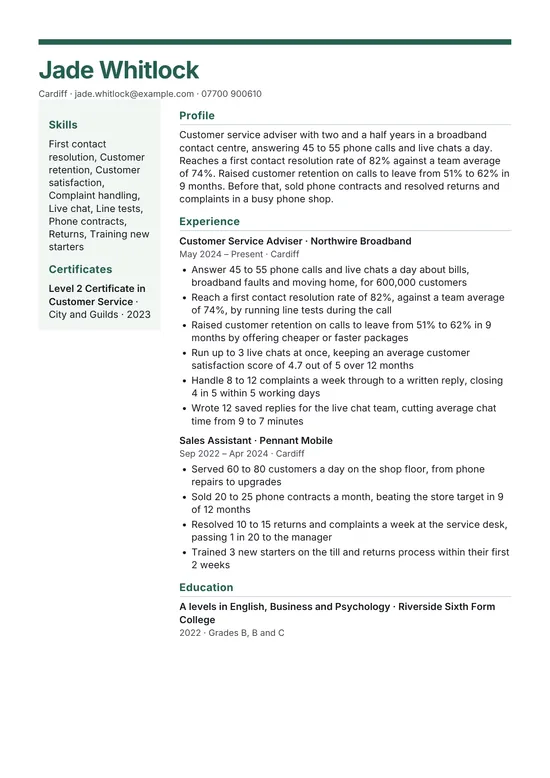 Jade Whitlock
Cardiff · jade.whitlock@example.com · 07700 900610
Skills
First contact
resolution, Customer
retention, Customer
satisfaction,
Complaint handling,
Live chat, Line tests,
Phone contracts,
Returns, Training new
starters
Certificates
Level 2 Certificate in
Customer Service ·
City and Guilds · 2023
Profile
Customer service adviser with two and a half years in a broadband
contact centre, answering 45 to 55 phone calls and live chats a day.
Reaches a first contact resolution rate of 82% against a team average
of 74%. Raised customer retention on calls to leave from 51% to 62% in
9 months. Before that, sold phone contracts and resolved returns and
complaints in a busy phone shop.
Experience
Customer Service Adviser · Northwire Broadband
May 2024 – Present · Cardiff
• Answer 45 to 55 phone calls and live chats a day about bills,
broadband faults and moving home, for 600,000 customers
• Reach a first contact resolution rate of 82%, against a team average
of 74%, by running line tests during the call
• Raised customer retention on calls to leave from 51% to 62% in 9
months by offering cheaper or faster packages
• Run up to 3 live chats at once, keeping an average customer
satisfaction score of 4.7 out of 5 over 12 months
• Handle 8 to 12 complaints a week through to a written reply, closing
4 in 5 within 5 working days
• Wrote 12 saved replies for the live chat team, cutting average chat
time from 9 to 7 minutes
Sales Assistant · Pennant Mobile
Sep 2022 – Apr 2024 · Cardiff
• Served 60 to 80 customers a day on the shop floor, from phone
repairs to upgrades
• Sold 20 to 25 phone contracts a month, beating the store target in 9
of 12 months
• Resolved 10 to 15 returns and complaints a week at the service desk,
passing 1 in 20 to the manager
• Trained 3 new starters on the till and returns process within their first
2 weeks
Education
A levels in English, Business and Psychology · Riverside Sixth Form
College
2022 · Grades B, B and C